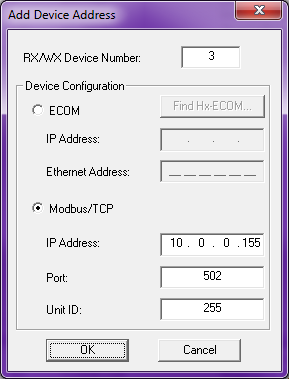 Add Device Address
RX/WX Device Number: 3
Device Configuration
ECOM Find Hx-ECOM...
IP Address: . . .
Ethernet Address: __ __ __ __ __ __
Modbus/TCP
IP Address: 10 . 0 . 0 .155
Port: 502
Unit ID: 255
OK Cancel